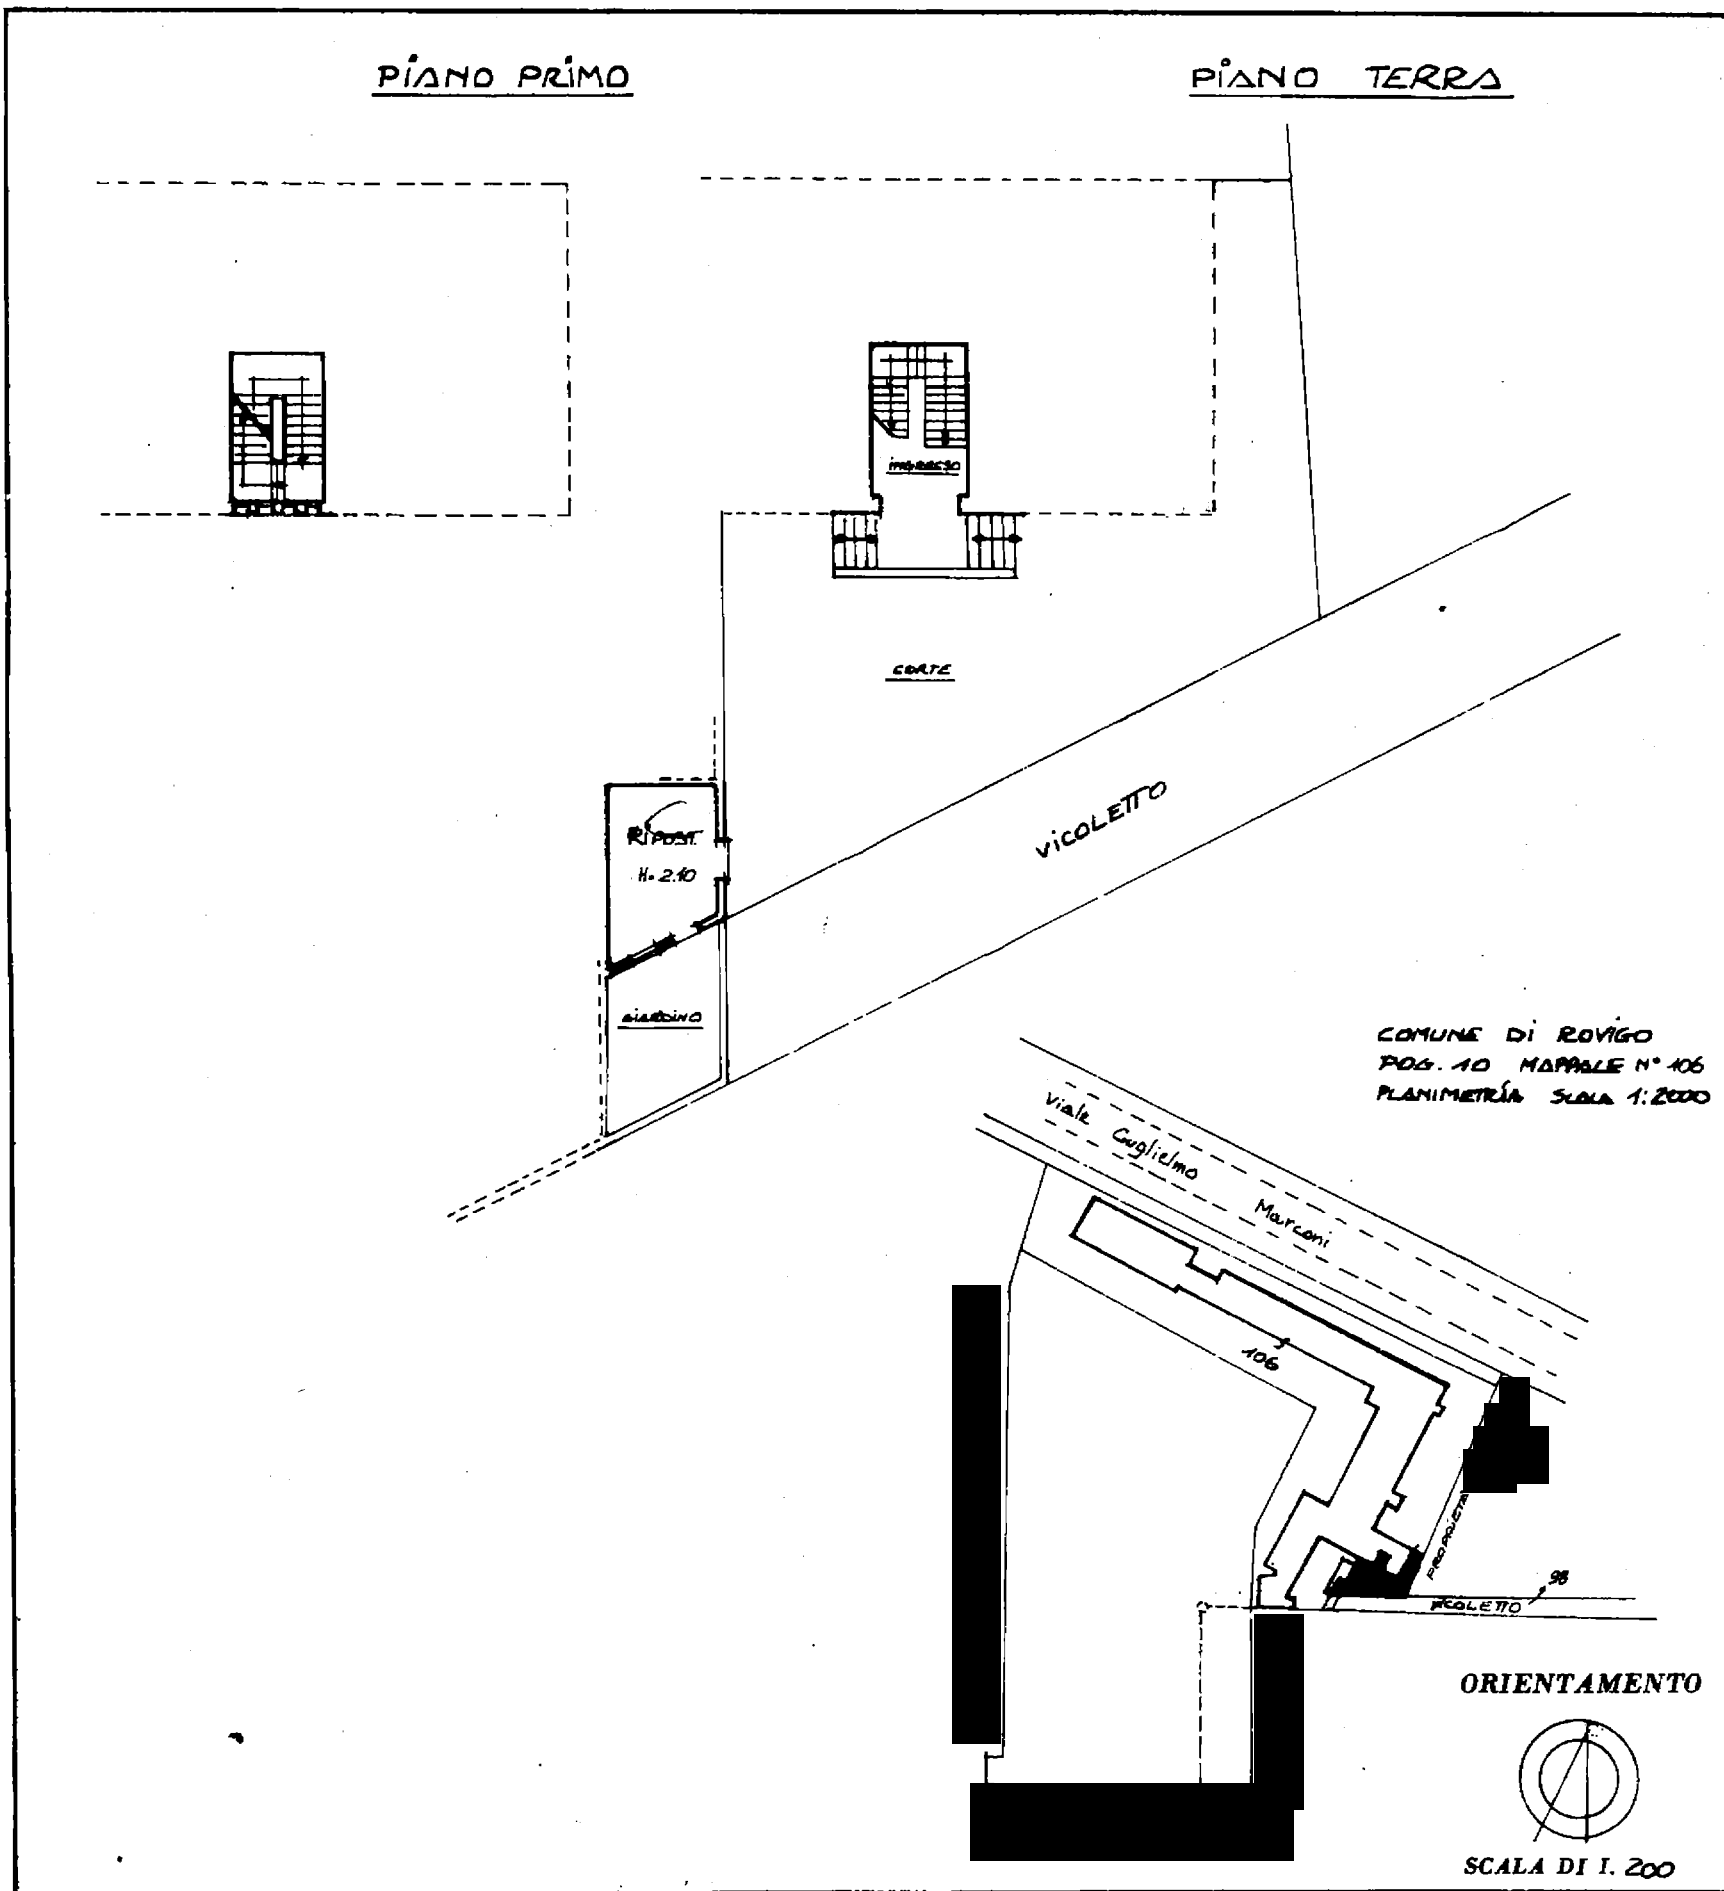 PIANO PRIMO
PIANO TERRA
INGRESSO
CORTE
VICOLETTO
RIPOST.
H. 2.10
GIARDINO
COMUNE DI ROVIGO
FOG. 10 MAPPALE N° 106
PLANIMETRIA SCALA 1:2000
Viale Guglielmo Marconi
106
PROPRIETA'
98
VICOLETTO
ORIENTAMENTO
SCALA DI I. 200